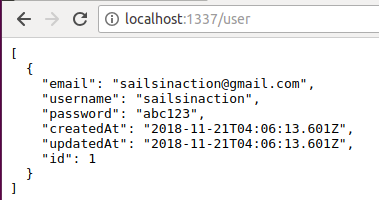 localhost:1337/user
[
{
"email": "sailsinaction@gmail.com",
"username": "sailsinaction",
"password": "abc123",
"createdAt": "2018-11-21T04:06:13.601Z",
"updatedAt": "2018-11-21T04:06:13.601Z",
"id": 1
}
]